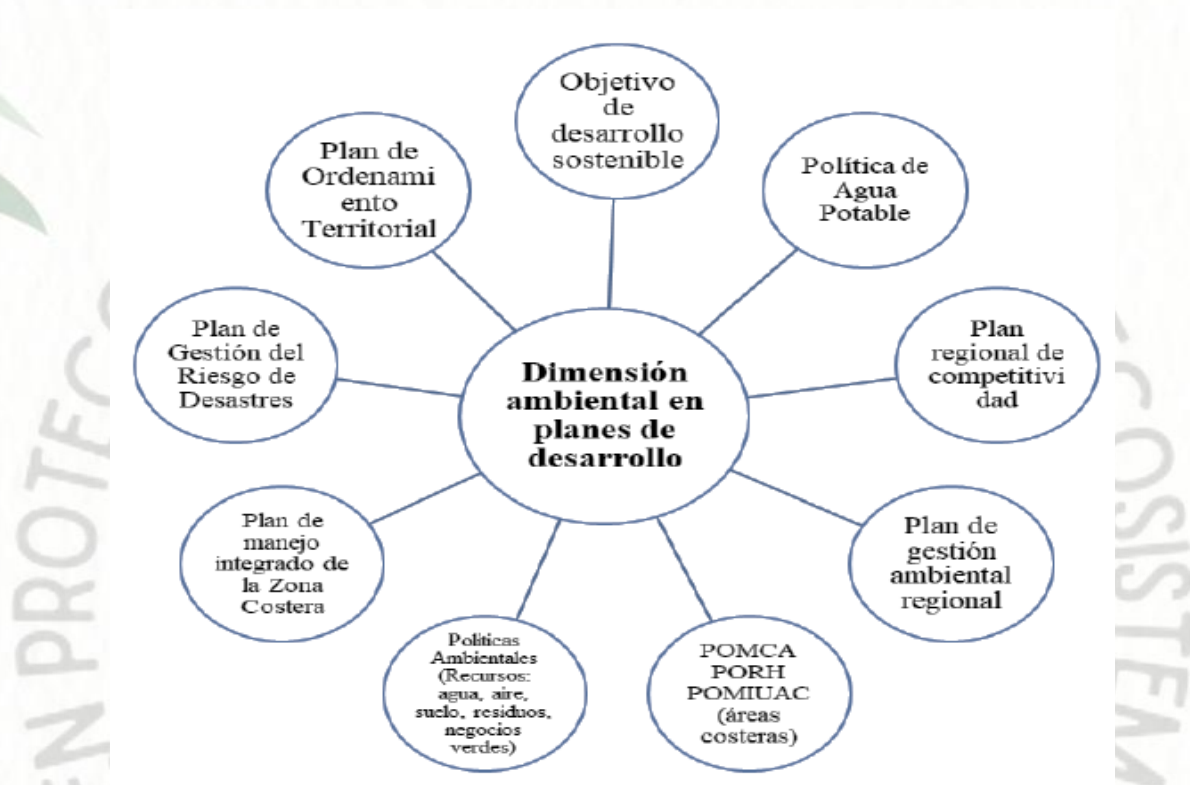 Objetivo
de
desarrollo
sostenible
Política de
Agua
Potable
Plan
regional de
competitivi
dad
Plan de
gestión
ambiental
regional
POMCA
PORH
POMIUAC
(áreas
costeras)
Políticas
Ambientales
(Recursos:
agua, aire,
suelo, residuos,
negocios
verdes)
Plan de
manejo
integrado de
la Zona
Costera
Plan de
Gestión del
Riesgo de
Desastres
Plan de
Ordenami
ento
Territorial
Dimensión
ambiental en
planes de
desarrollo